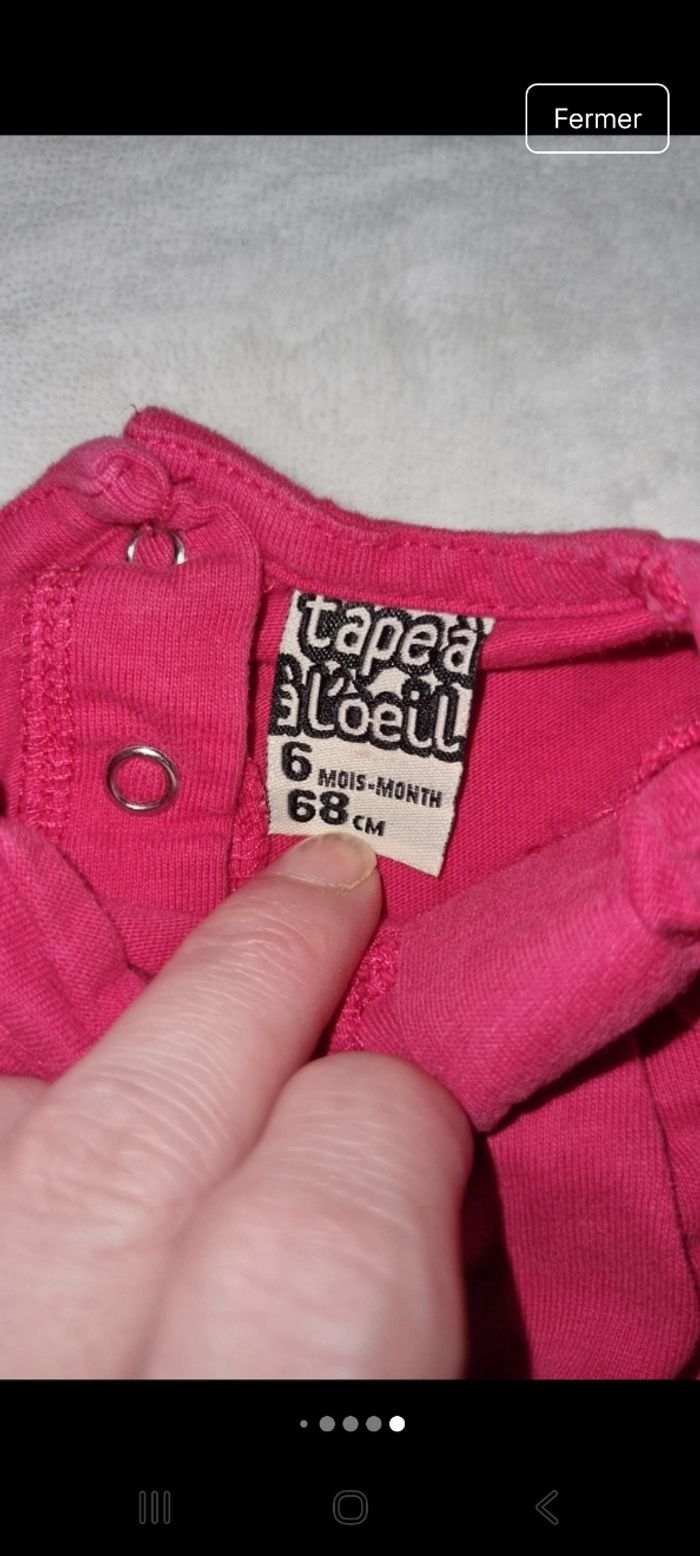 Fermer
tape à
à l'oeil
6 MOIS-MONTH
68 CM